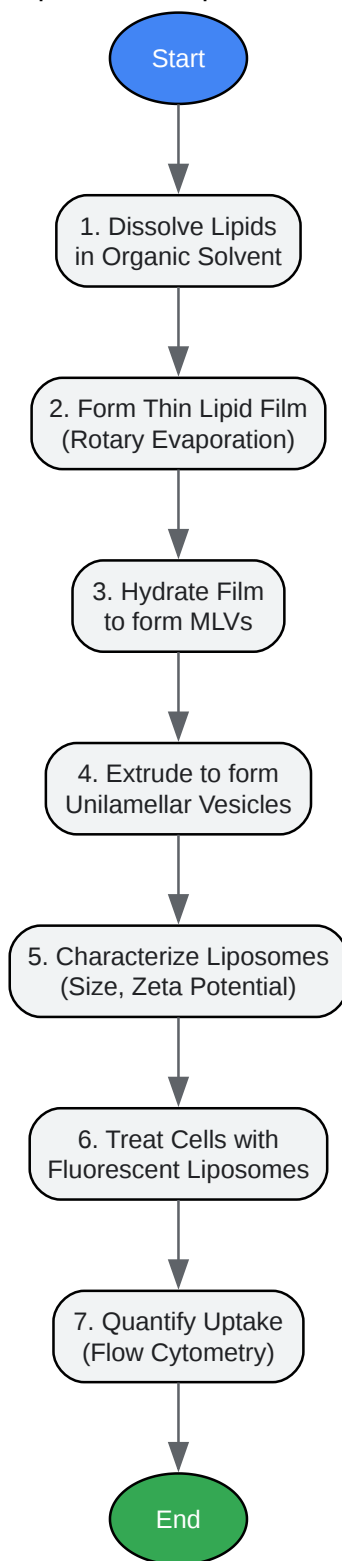 Start
1. Dissolve Lipids
in Organic Solvent
2. Form Thin Lipid Film
(Rotary Evaporation)
3. Hydrate Film
to form MLVs
4. Extrude to form
Unilamellar Vesicles
5. Characterize Liposomes
(Size, Zeta Potential)
6. Treat Cells with
Fluorescent Liposomes
7. Quantify Uptake
(Flow Cytometry)
End